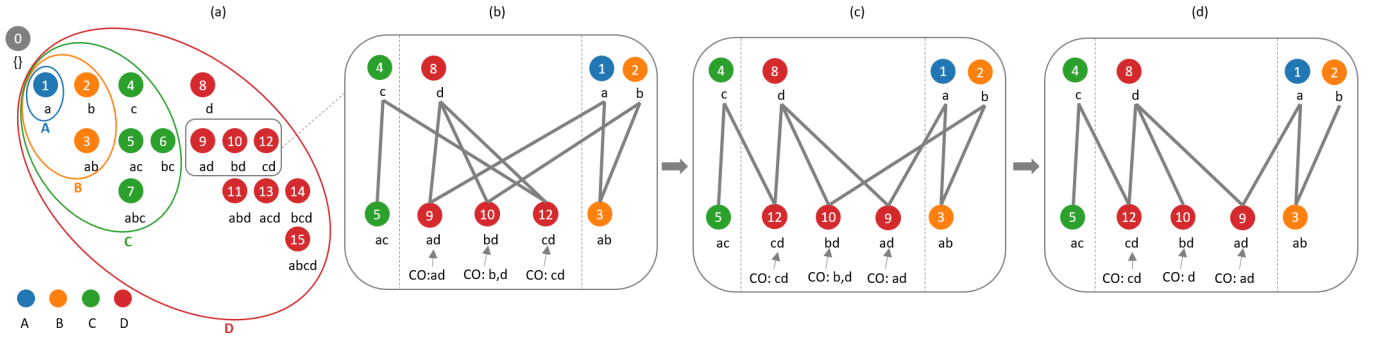 (a)
(b)
(c)
(d)
0
{}
1 2 4 8
a b c d
A
3 5 6 9 10 12
ab ac bc ad bd cd
B
7 11 13 14
abc abd acd bcd
C
15
abcd
A B C D
D
4 8 1 2
c d a b
5 9 10 12 3
ac ad bd cd ab
CO:ad CO: b,d CO: cd
4 8 1 2
c d a b
5 12 10 9 3
ac cd bd ad ab
CO: cd CO: b,d CO: ad
4 8 1 2
c d a b
5 12 10 9 3
ac cd bd ad ab
CO: cd CO: d CO: ad